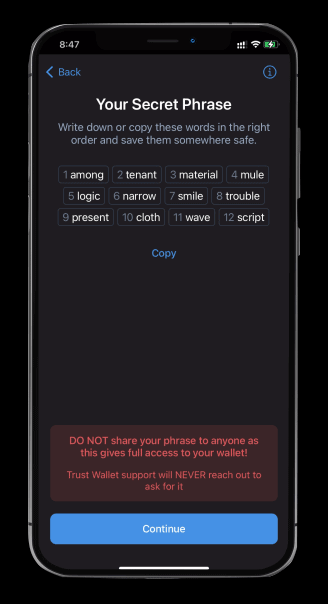 8:47
Back
Your Secret Phrase
Write down or copy these words in the right
order and save them somewhere safe.
1 among 2 tenant 3 material 4 mule
5 logic 6 narrow 7 smile 8 trouble
9 present 10 cloth 11 wave 12 script
Copy
DO NOT share your phrase to anyone as
this gives full access to your wallet!
Trust Wallet support will NEVER reach out to
ask for it
Continue